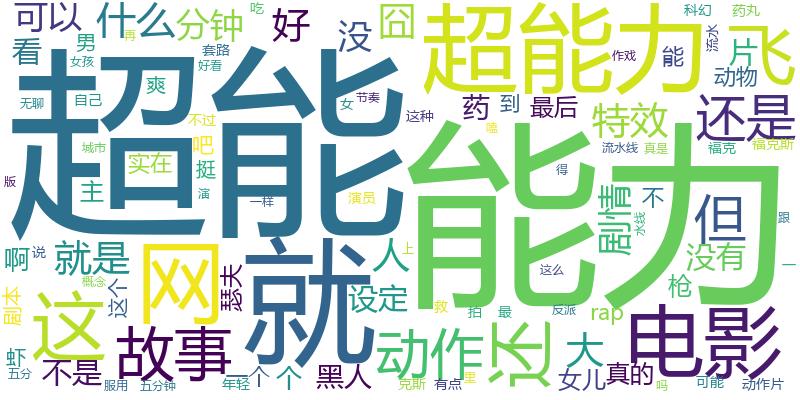 可以
什么
分钟
好
没
囧
超能力
飞
科幻
药丸
看
男
套路
女孩
好看
片
流水
作戏
能
动物
超能
爽
自己
无聊
女
节奏
这种
药
到
最后
特效
还是
嗑
流水线
真是
福克
福克斯
能力
不过
吧
城市
实在
挺
主
版
演
演员
一样
得
剧情
不
但
跟
水线
没有
一
啊
说
就是
网
瑟夫
就
人
上
设定
这么
枪
概念
这个
剧本
这
故事
救
动作
拍
最
还
反派
rap
大
电影
虾
五分
不是
服用
五分钟
年轻
一个
个
黑人
克斯
有点
里
女儿
真的
吗
可能
动作片
吃
再